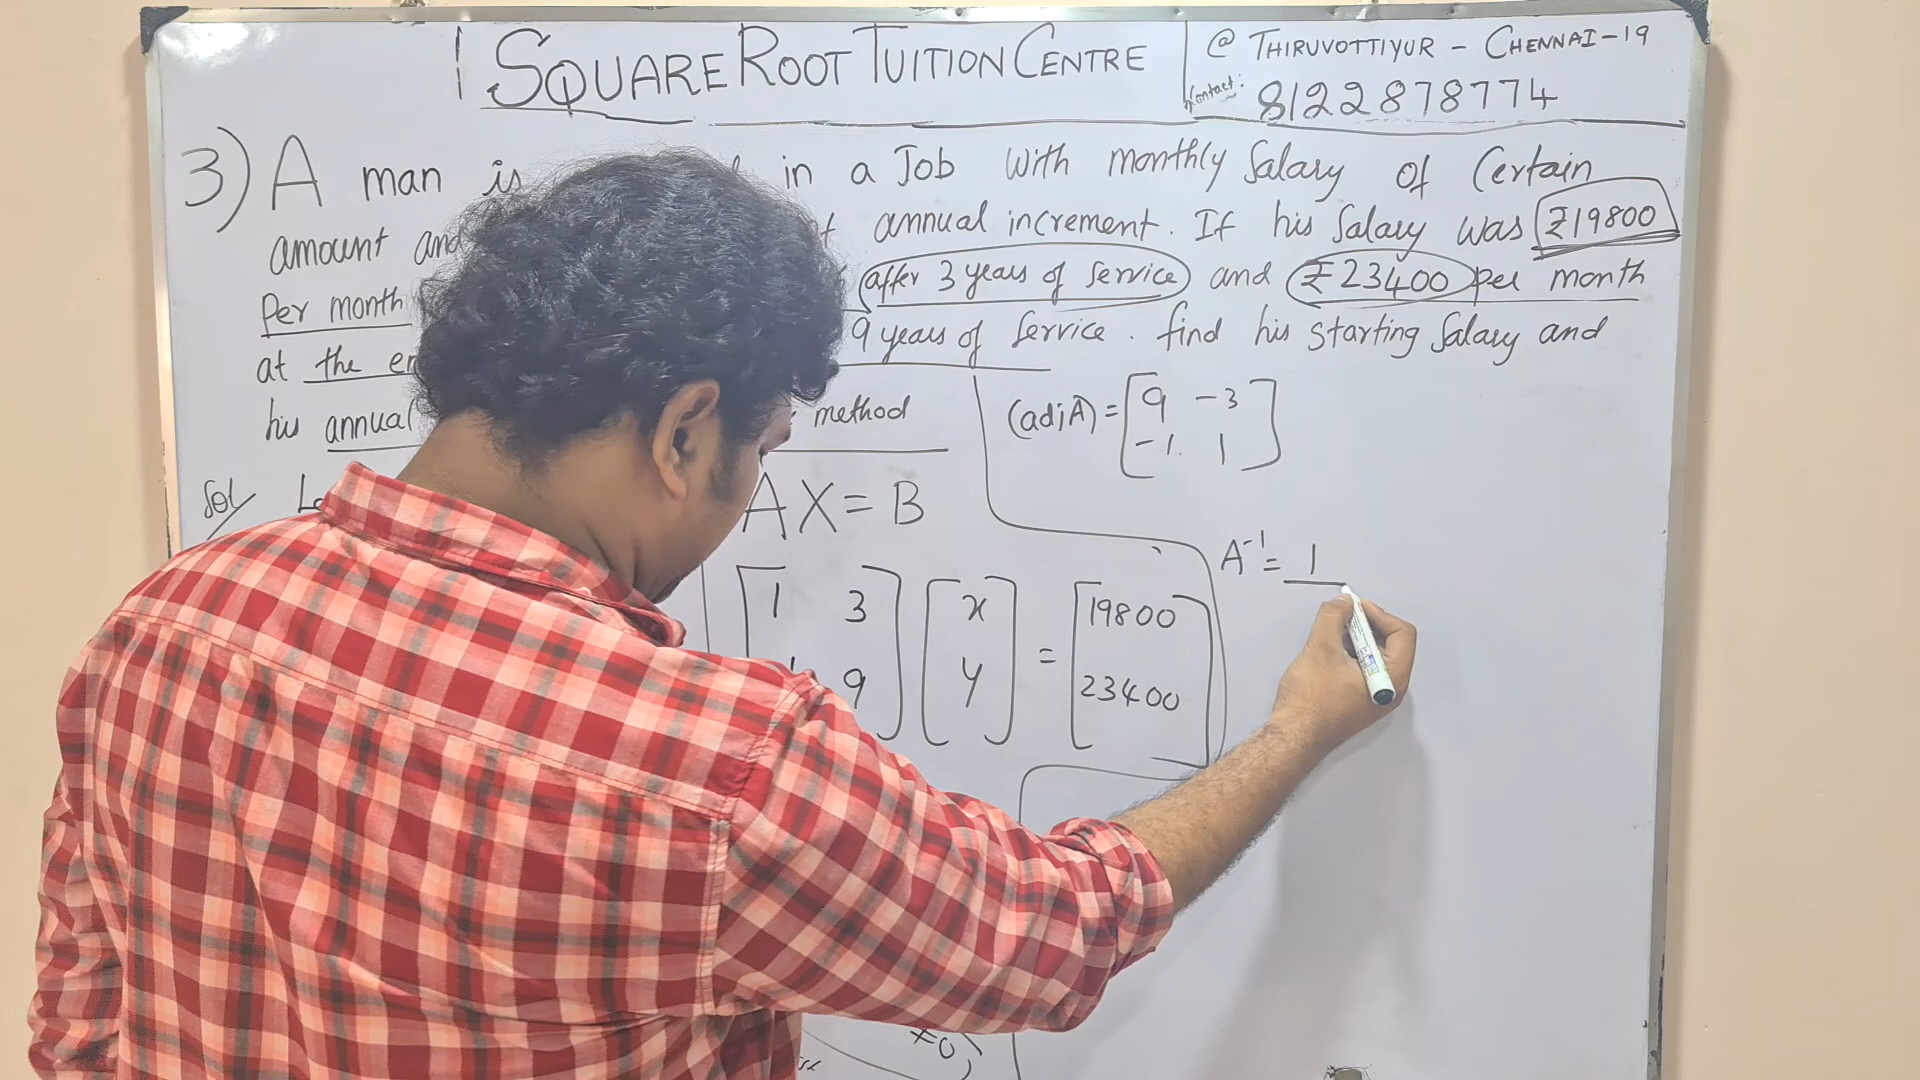 SQUARE ROOT TUITION CENTRE
@ THIRUVOTTIYUR - CHENNAI-19
Contact:
8122878774
3) A man is in a Job with monthly Salary of Certain
amount and annual increment. If his Salary was ₹19800
Per month after 3 years of service and ₹23400 per month
at the 9 years of Service. find his starting Salary and
his annual method
Sol
AX=B
1 3 x = 19800
9 y 23400
(adjA) = 9 -3
-1. 1
A⁻¹ = 1
≠0)